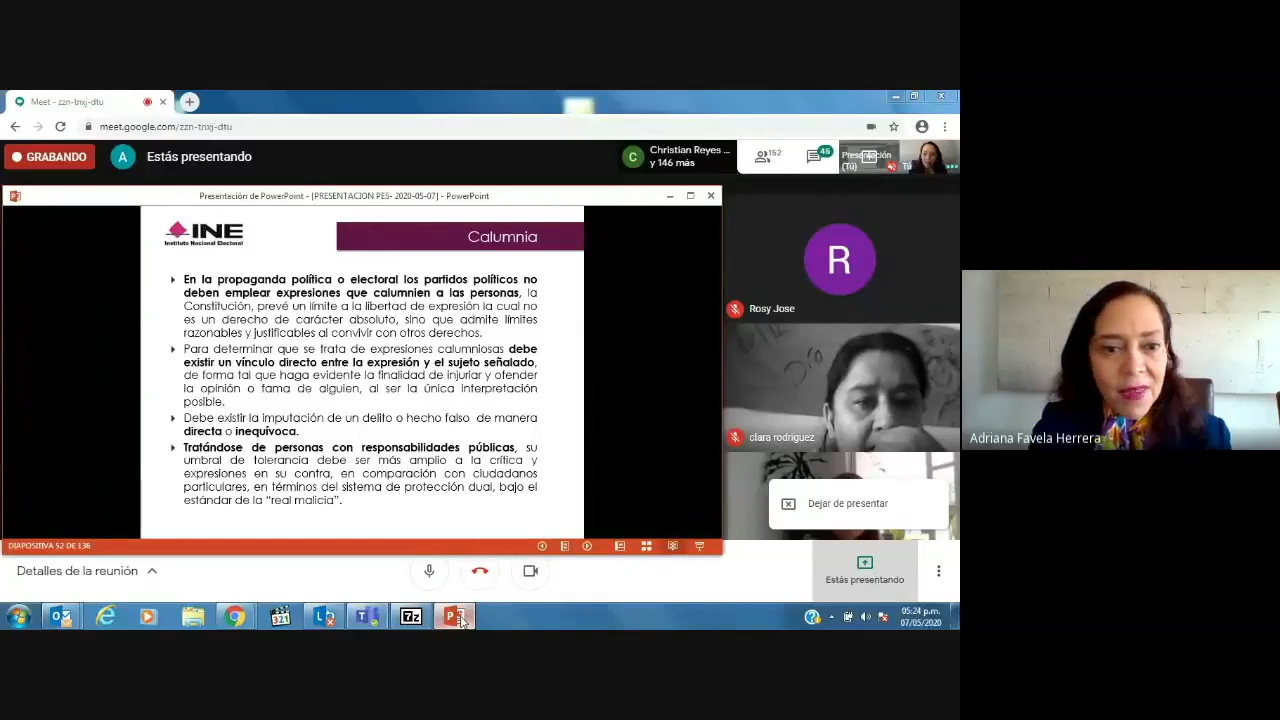 Meet - zzn-tnxj-dtu
meet.google.com/zzn-tnxj-dtu
GRABANDO
A
Estás presentando
C
Christian Reyes ...
y 146 más
152
46
Presentación
(Tú)
Tú
Presentación de PowerPoint - [PRESENTACION PES- 2020-05-07] - PowerPoint
INE
Instituto Nacional Electoral
Calumnia
En la propaganda política o electoral los partidos políticos no
deben emplear expresiones que calumnien a las personas, la
Constitución, prevé un límite a la libertad de expresión la cual no
es un derecho de carácter absoluto, sino que admite límites
razonables y justificables al convivir con otros derechos.
Para determinar que se trata de expresiones calumniosas debe
existir un vínculo directo entre la expresión y el sujeto señalado,
de forma tal que haga evidente la finalidad de injuriar y ofender
la opinión o fama de alguien, al ser la única interpretación
posible.
Debe existir la imputación de un delito o hecho falso de manera
directa o inequívoca.
Tratándose de personas con responsabilidades públicas, su
umbral de tolerancia debe ser más amplio a la crítica y
expresiones en su contra, en comparación con ciudadanos
particulares, en términos del sistema de protección dual, bajo el
estándar de la "real malicia".
R
Rosy Jose
clara rodriguez
Dejar de presentar
Adriana Favela Herrera
DIAPOSITIVA 52 DE 136
Detalles de la reunión
Estás presentando
321
7z
05:24 p.m.
07/05/2020